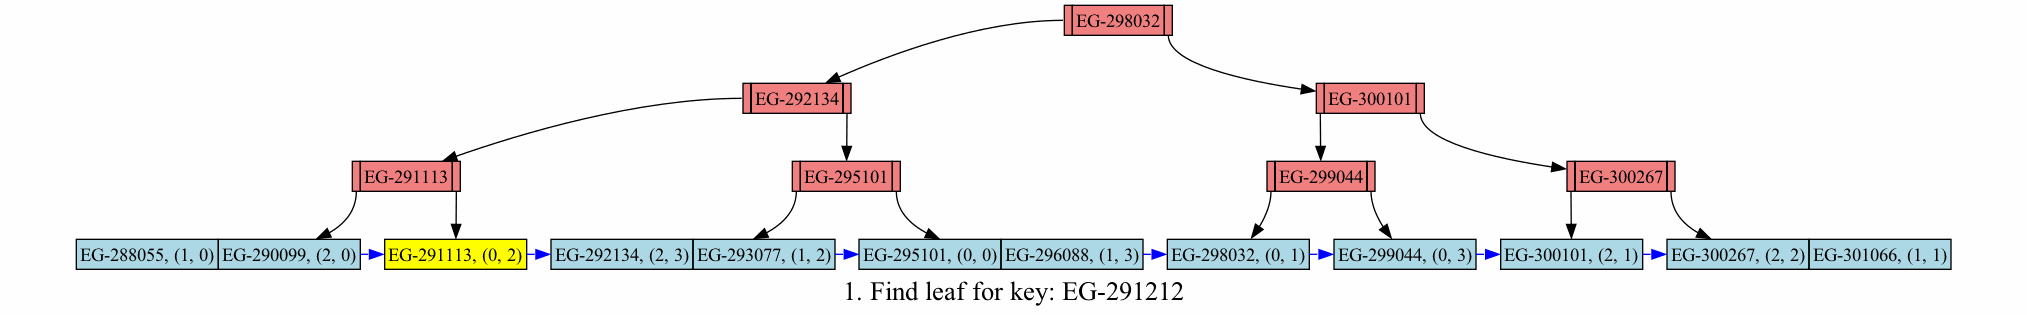 EG-298032
EG-292134 EG-300101
EG-291113 EG-295101 EG-299044 EG-300267
EG-288055, (1, 0) EG-290099, (2, 0) EG-291113, (0, 2) EG-292134, (2, 3) EG-293077, (1, 2) EG-295101, (0, 0) EG-296088, (1, 3) EG-298032, (0, 1) EG-299044, (0, 3) EG-300101, (2, 1) EG-300267, (2, 2) EG-301066, (1, 1)
1. Find leaf for key: EG-291212